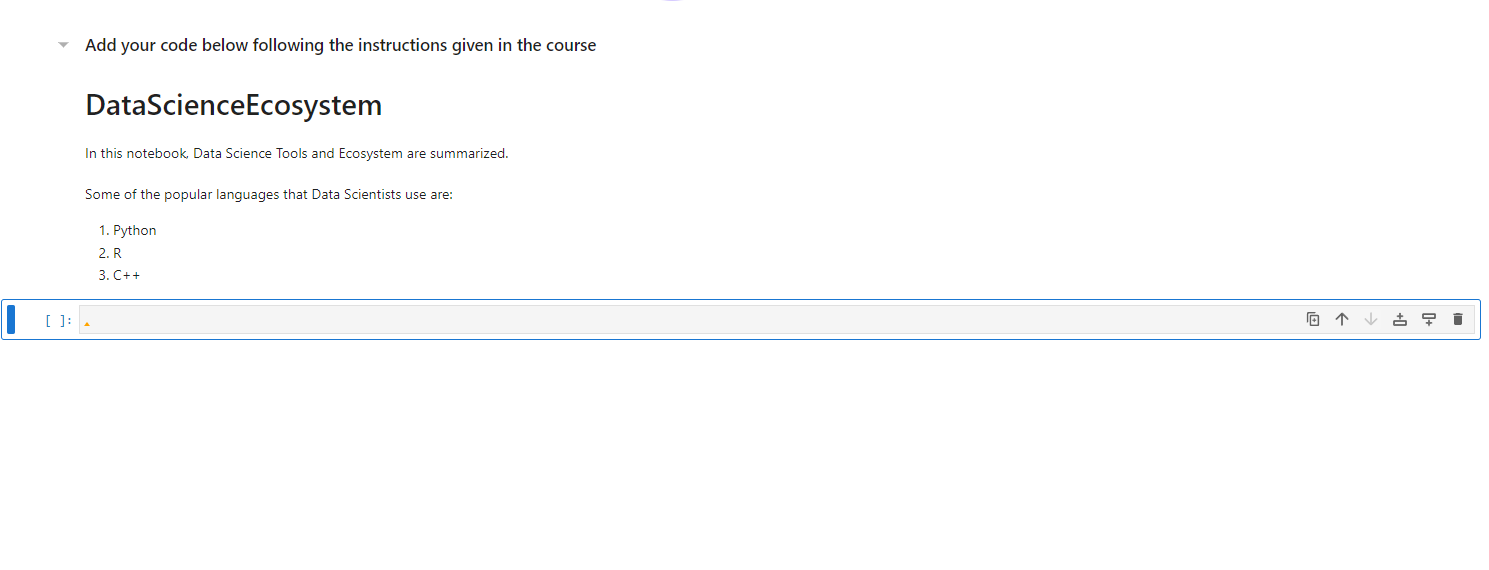 Add your code below following the instructions given in the course
DataScienceEcosystem
In this notebook, Data Science Tools and Ecosystem are summarized.
Some of the popular languages that Data Scientists use are:
1. Python
2. R
3. C++
[ ]: